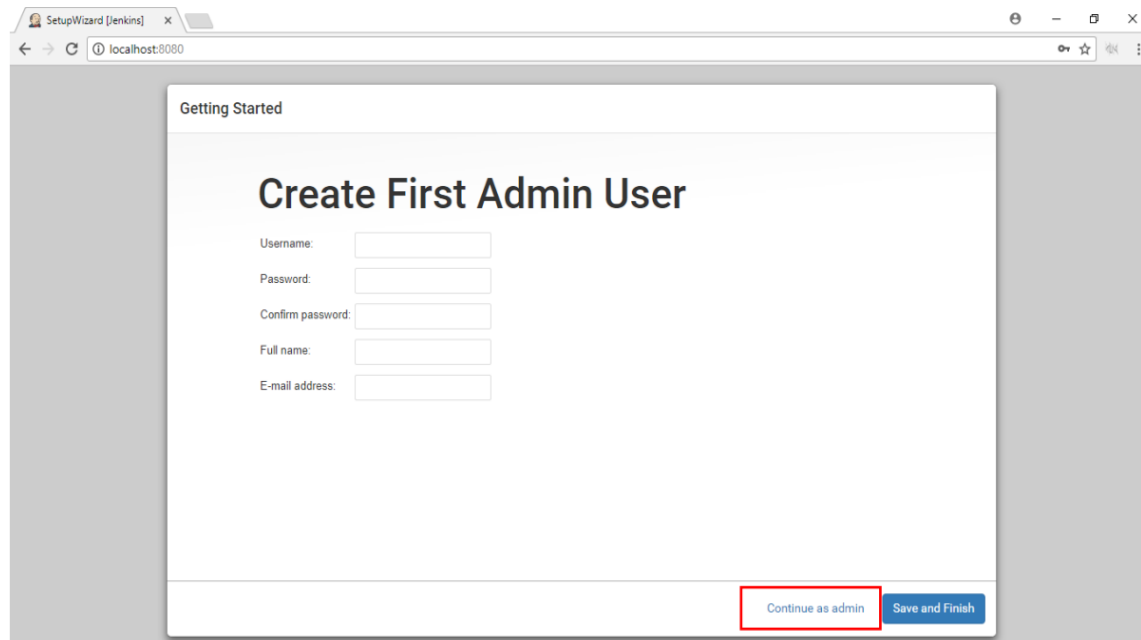 SetupWizard [Jenkins]
localhost:8080
Getting Started
Create First Admin User
Username:
Password:
Confirm password:
Full name:
E-mail address:
Continue as admin
Save and Finish